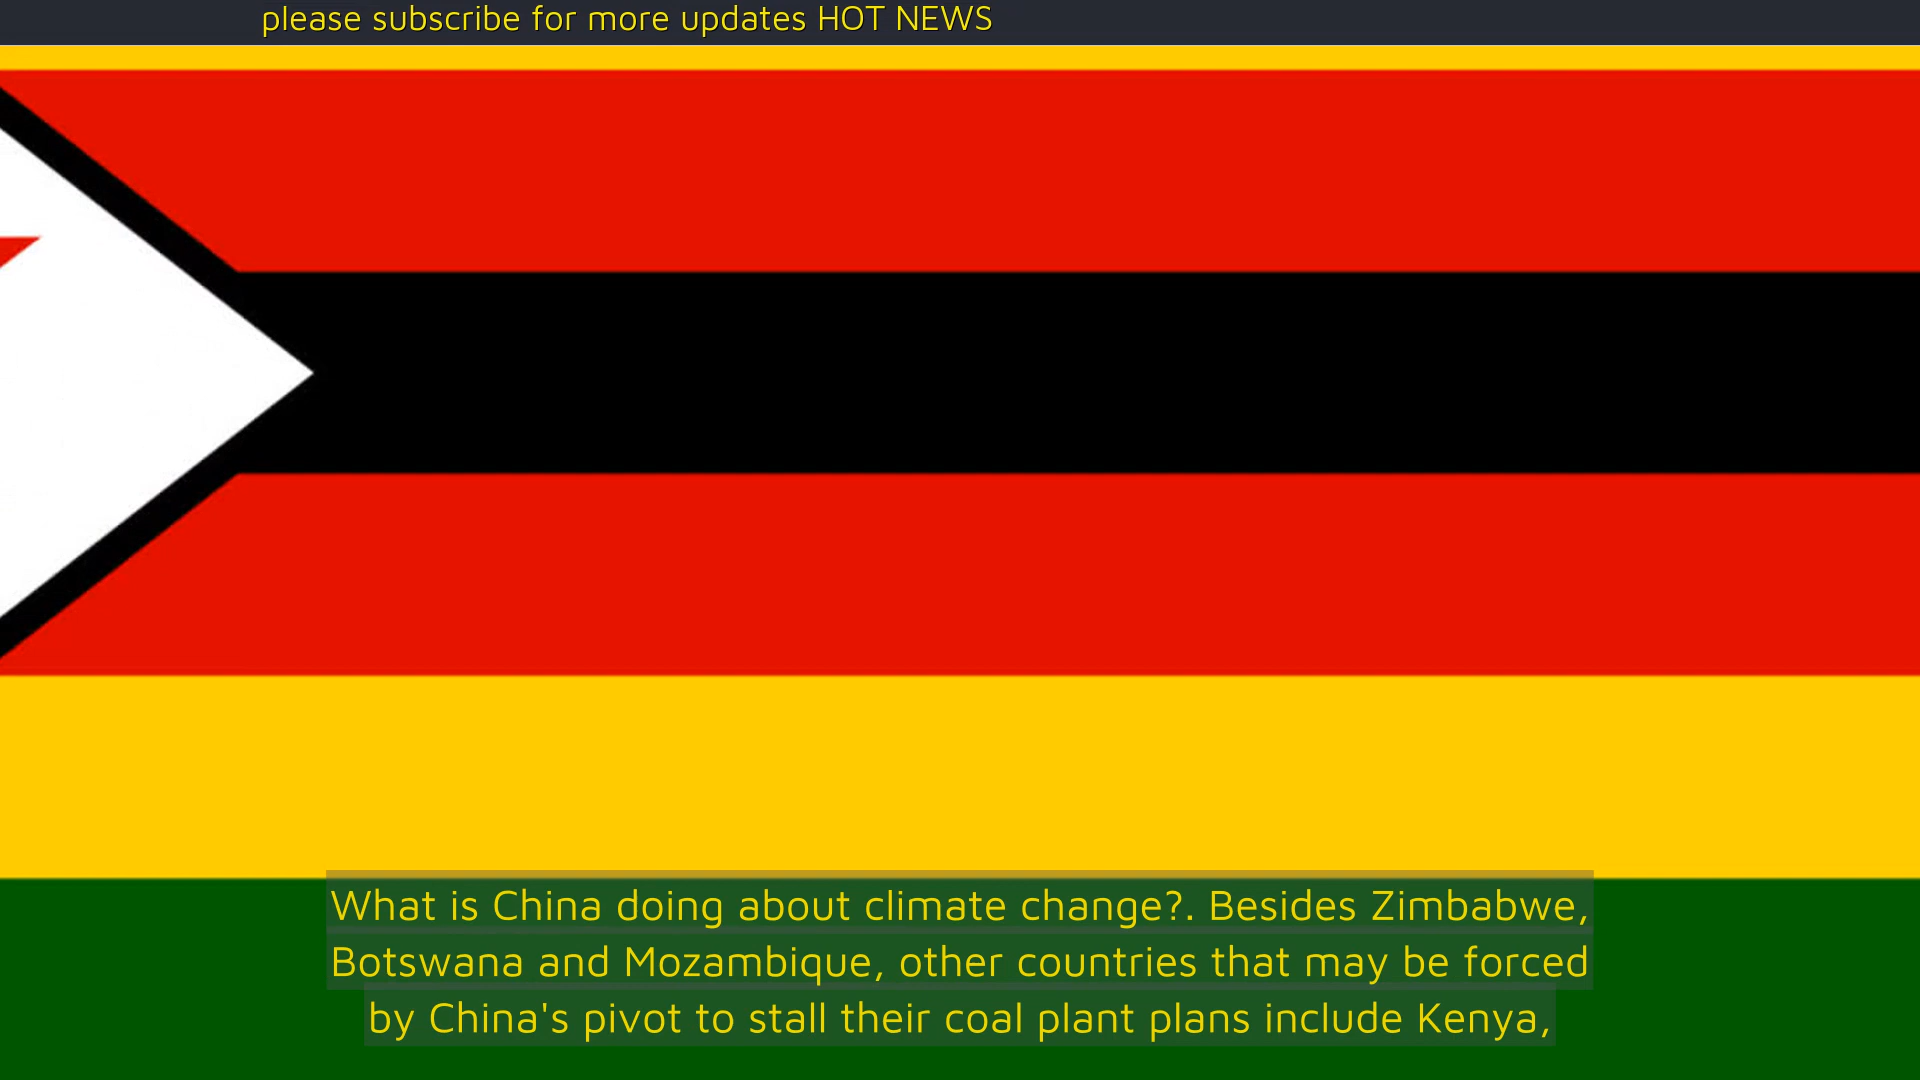 please subscribe for more updates HOT NEWS
What is China doing about climate change?. Besides Zimbabwe,
Botswana and Mozambique, other countries that may be forced
by China's pivot to stall their coal plant plans include Kenya,